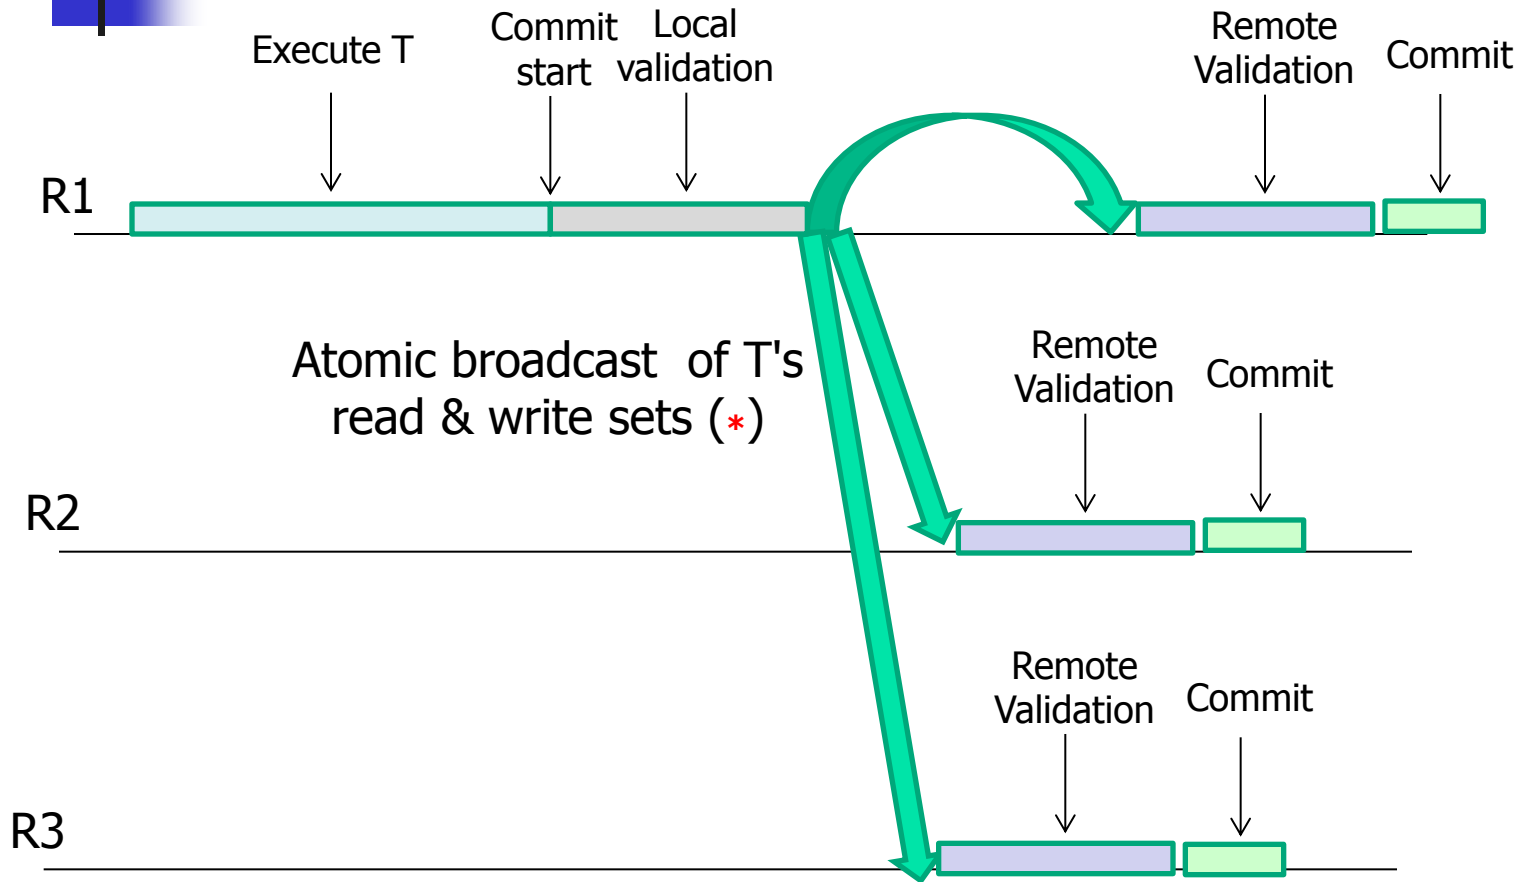 Execute T
Commit
start
Local
validation
Remote
Validation
Commit
R1
Atomic broadcast  of T's
read & write sets (*)
Remote
Validation
Commit
R2
Remote
Validation
Commit
R3